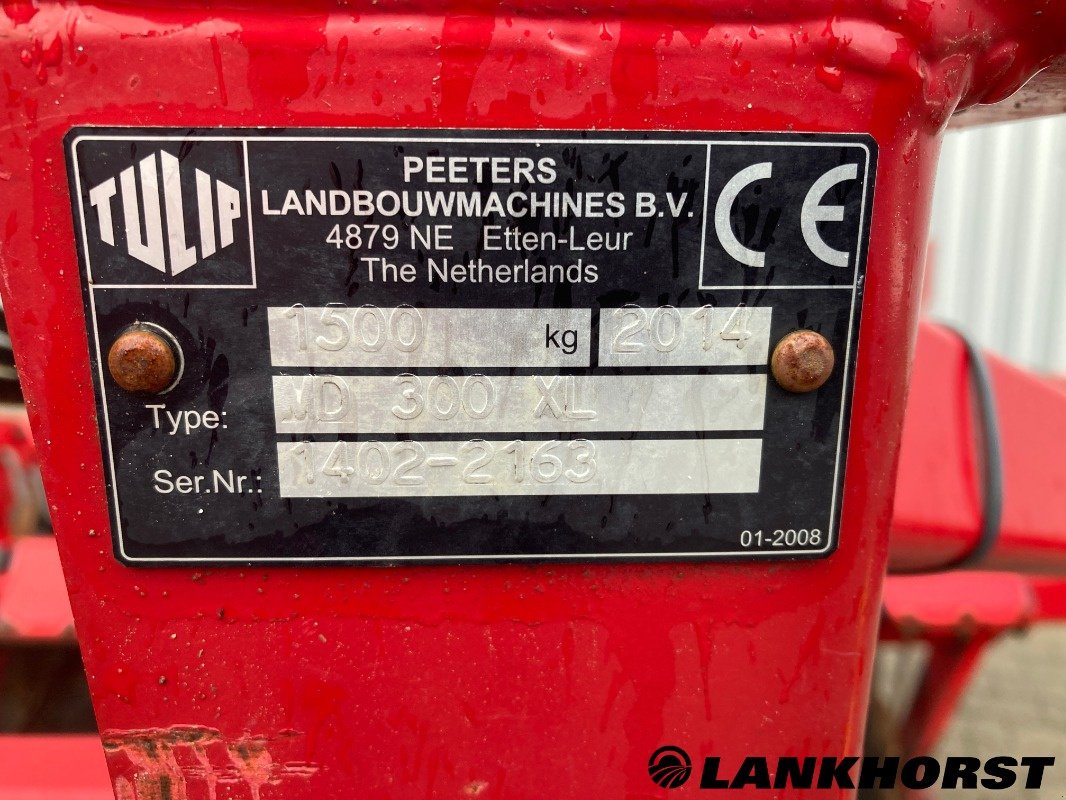 TULIP
PEETERS
LANDBOUWMACHINES B.V.
4879 NE Etten-Leur
The Netherlands
CE
1500 kg 2014
Type: MD 300 XL
Ser.Nr.: 1402-2163
01-2008
LANKHORST